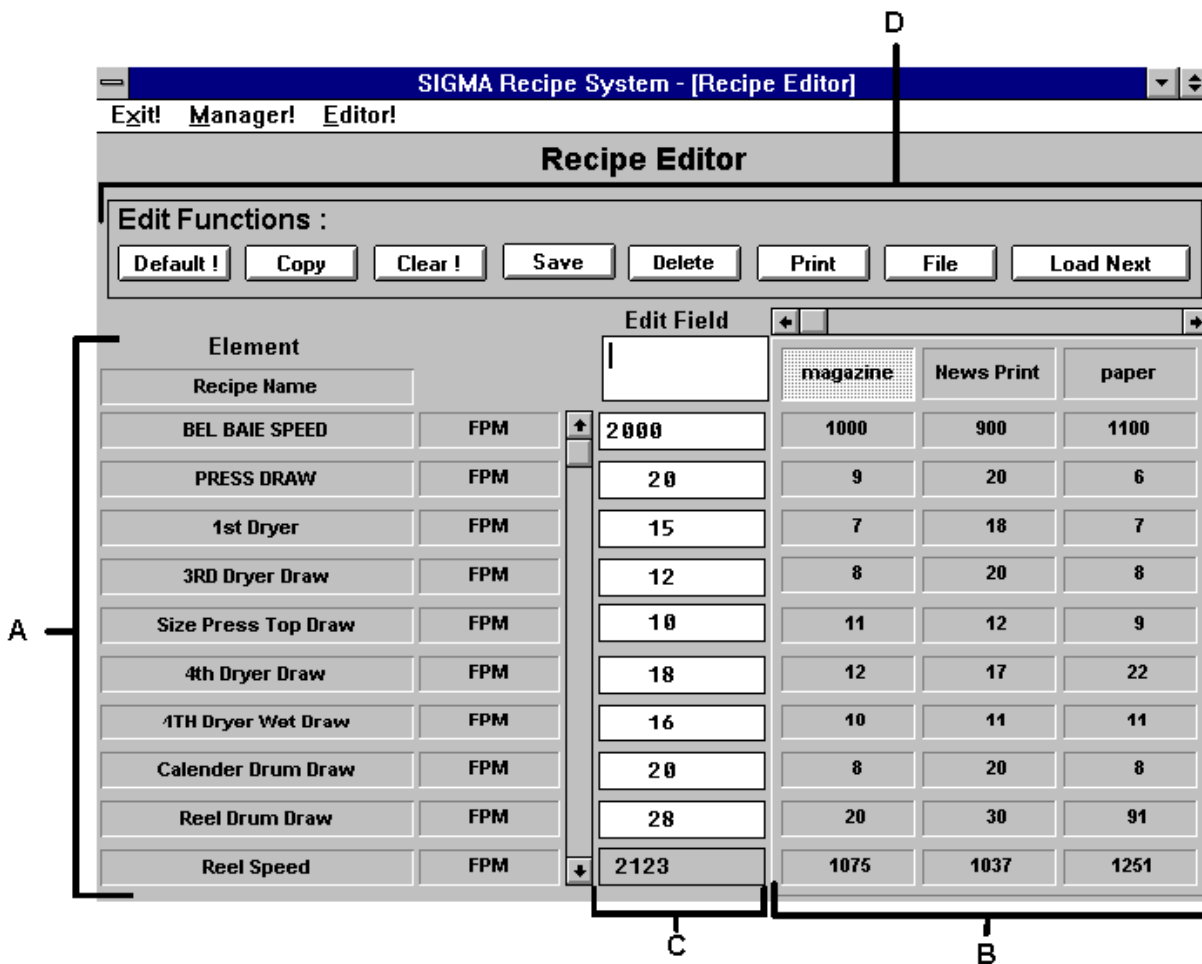 D
SIGMA Recipe System - [Recipe Editor]
Exit! Manager! Editor!
Recipe Editor
Edit Functions :
Default ! Copy Clear ! Save Delete Print File Load Next
Edit Field
Element
Recipe Name magazine News Print paper
BEL BAIE SPEED FPM 2000 1000 900 1100
PRESS DRAW FPM 20 9 20 6
1st Dryer FPM 15 7 18 7
3RD Dryer Draw FPM 12 8 20 8
A
Size Press Top Draw FPM 10 11 12 9
4th Dryer Draw FPM 18 12 17 22
4TH Dryer Wet Draw FPM 16 10 11 11
Calender Drum Draw FPM 20 8 20 8
Reel Drum Draw FPM 28 20 30 91
Reel Speed FPM 2123 1075 1037 1251
C
B